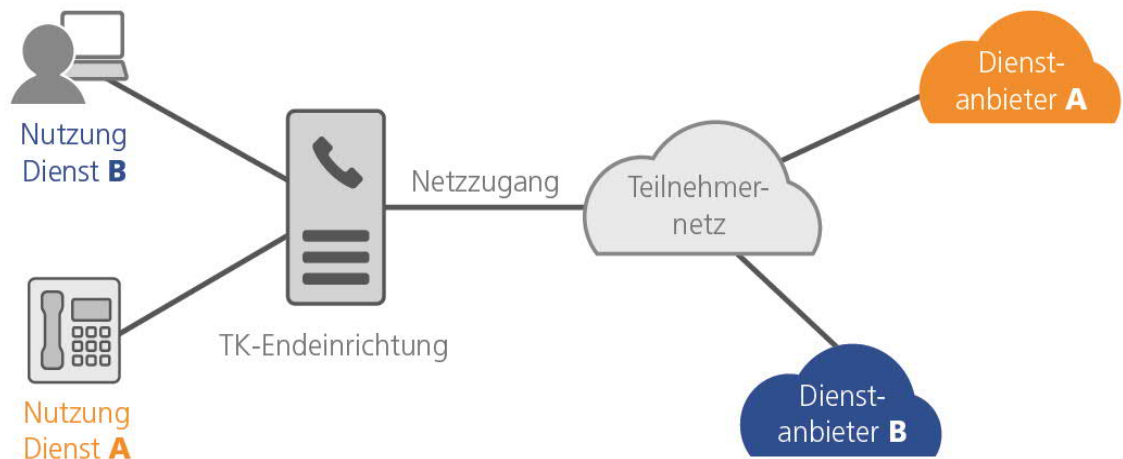 Nutzung
Dienst B
Netzzugang
Teilnehmer-
netz
Dienst-
anbieter A
TK-Endeinrichtung
Nutzung
Dienst A
Dienst-
anbieter B